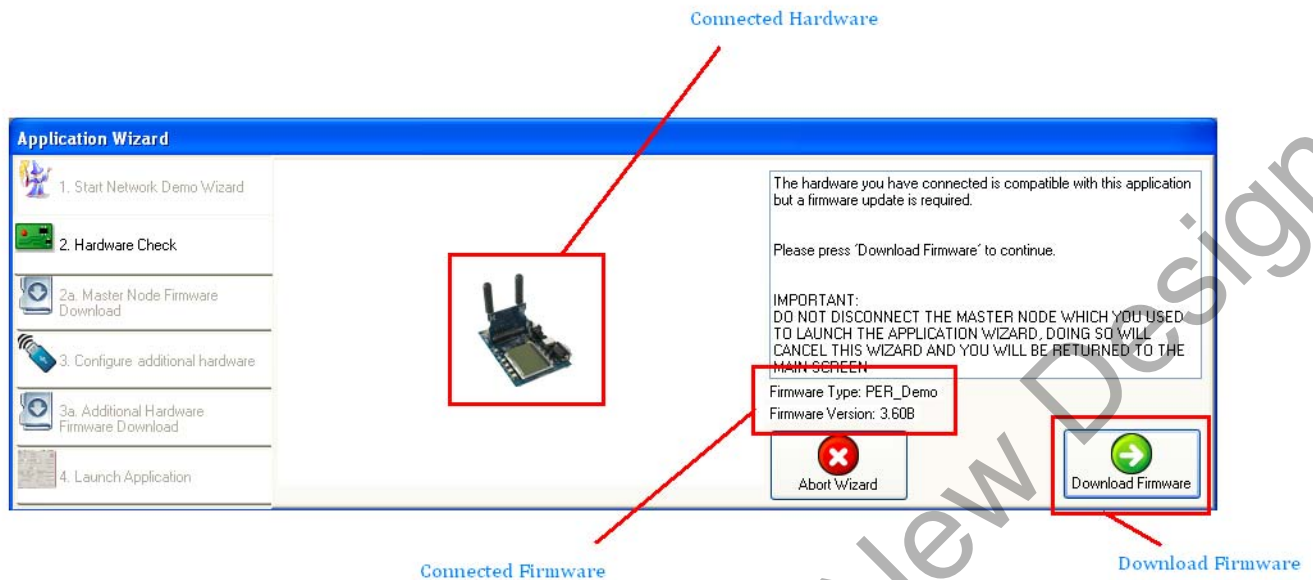 Connected Hardware
Application Wizard
1. Start Network Demo Wizard
2. Hardware Check
2a. Master Node Firmware
Download
3. Configure additional hardware
3a. Additional Hardware
Firmware Download
4. Launch Application
The hardware you have connected is compatible with this application
but a firmware update is required.
Please press ´Download Firmware´ to continue.
IMPORTANT:
DO NOT DISCONNECT THE MASTER NODE WHICH YOU USED
TO LAUNCH THE APPLICATION WIZARD, DOING SO WILL
CANCEL THIS WIZARD AND YOU WILL BE RETURNED TO THE
MAIN SCREEN
Firmware Type: PER_Demo
Firmware Version: 3.60B
Abort Wizard
Download Firmware
Connected Firmware
Download Firmware
New Design